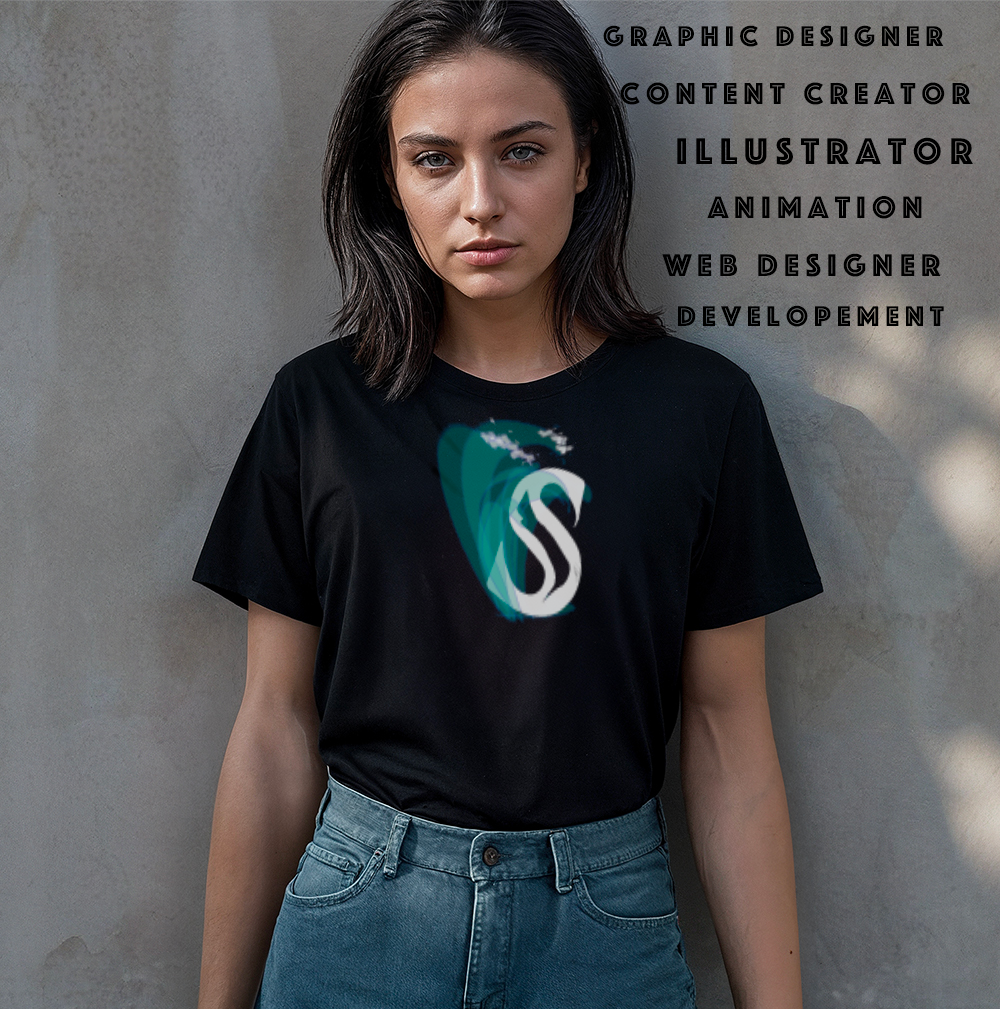 GRAPHIC DESIGNER
CONTENT CREATOR
ILLUSTRATOR
ANIMATION
WEB DESIGNER
DEVELOPEMENT
S